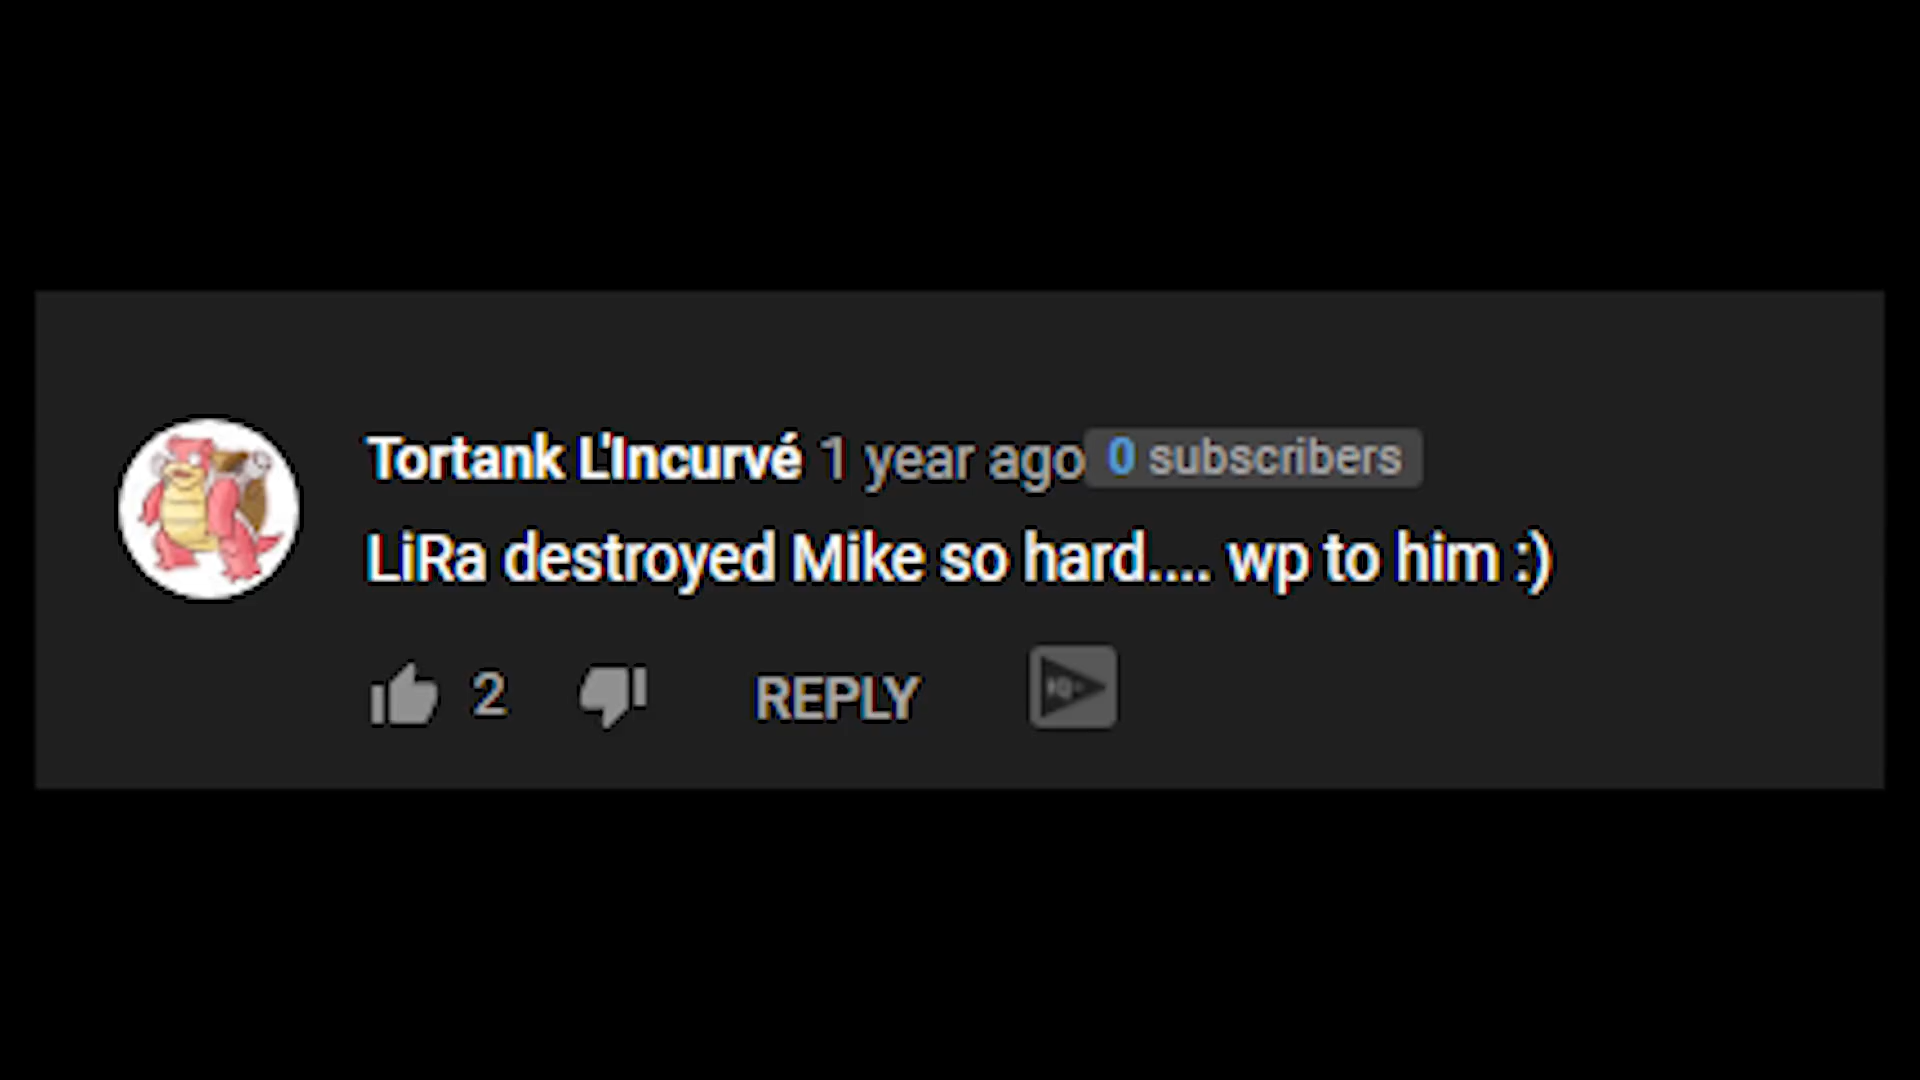 Tortank L'Incurvé 1 year ago 0 subscribers
LiRa destroyed Mike so hard.... wp to him :)
2 REPLY